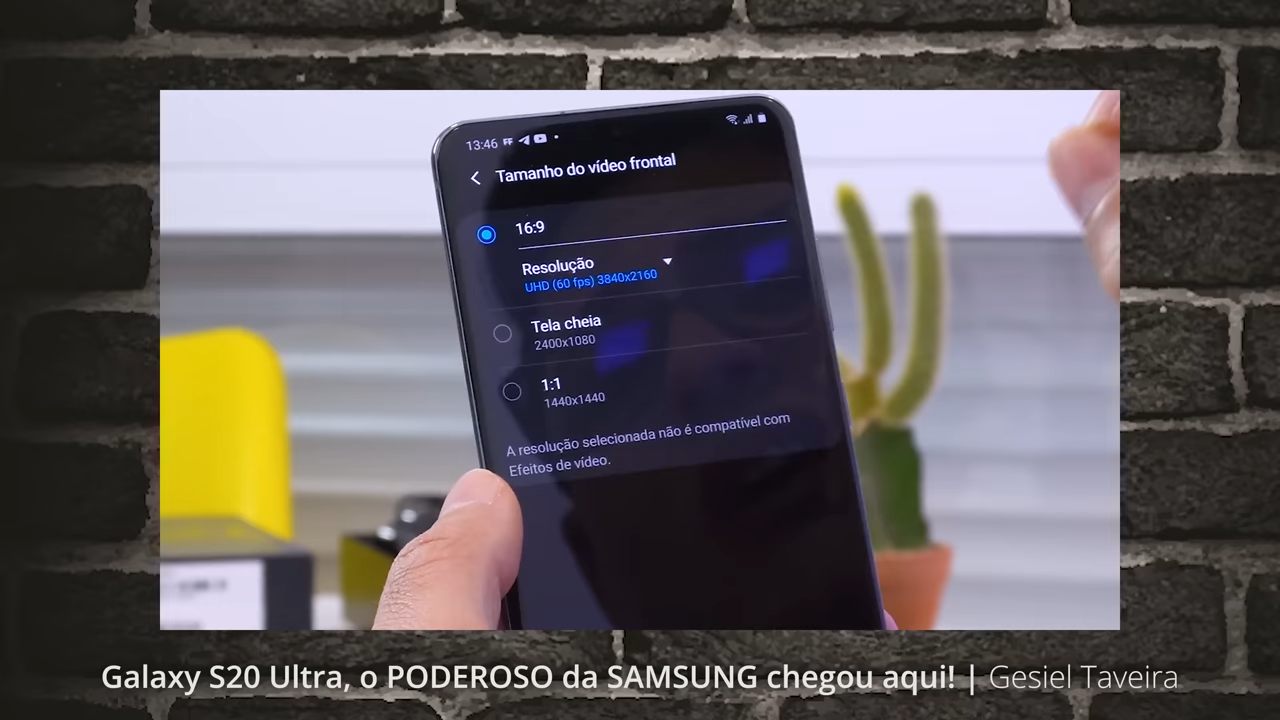 13:46
Tamanho do vídeo frontal
16:9
Resolução
UHD (60 fps) 3840x2160
Tela cheia
2400x1080
1:1
1440x1440
A resolução selecionada não é compatível com
Efeitos de vídeo.
Galaxy S20 Ultra, o PODEROSO da SAMSUNG chegou aqui! | Gesiel Taveira